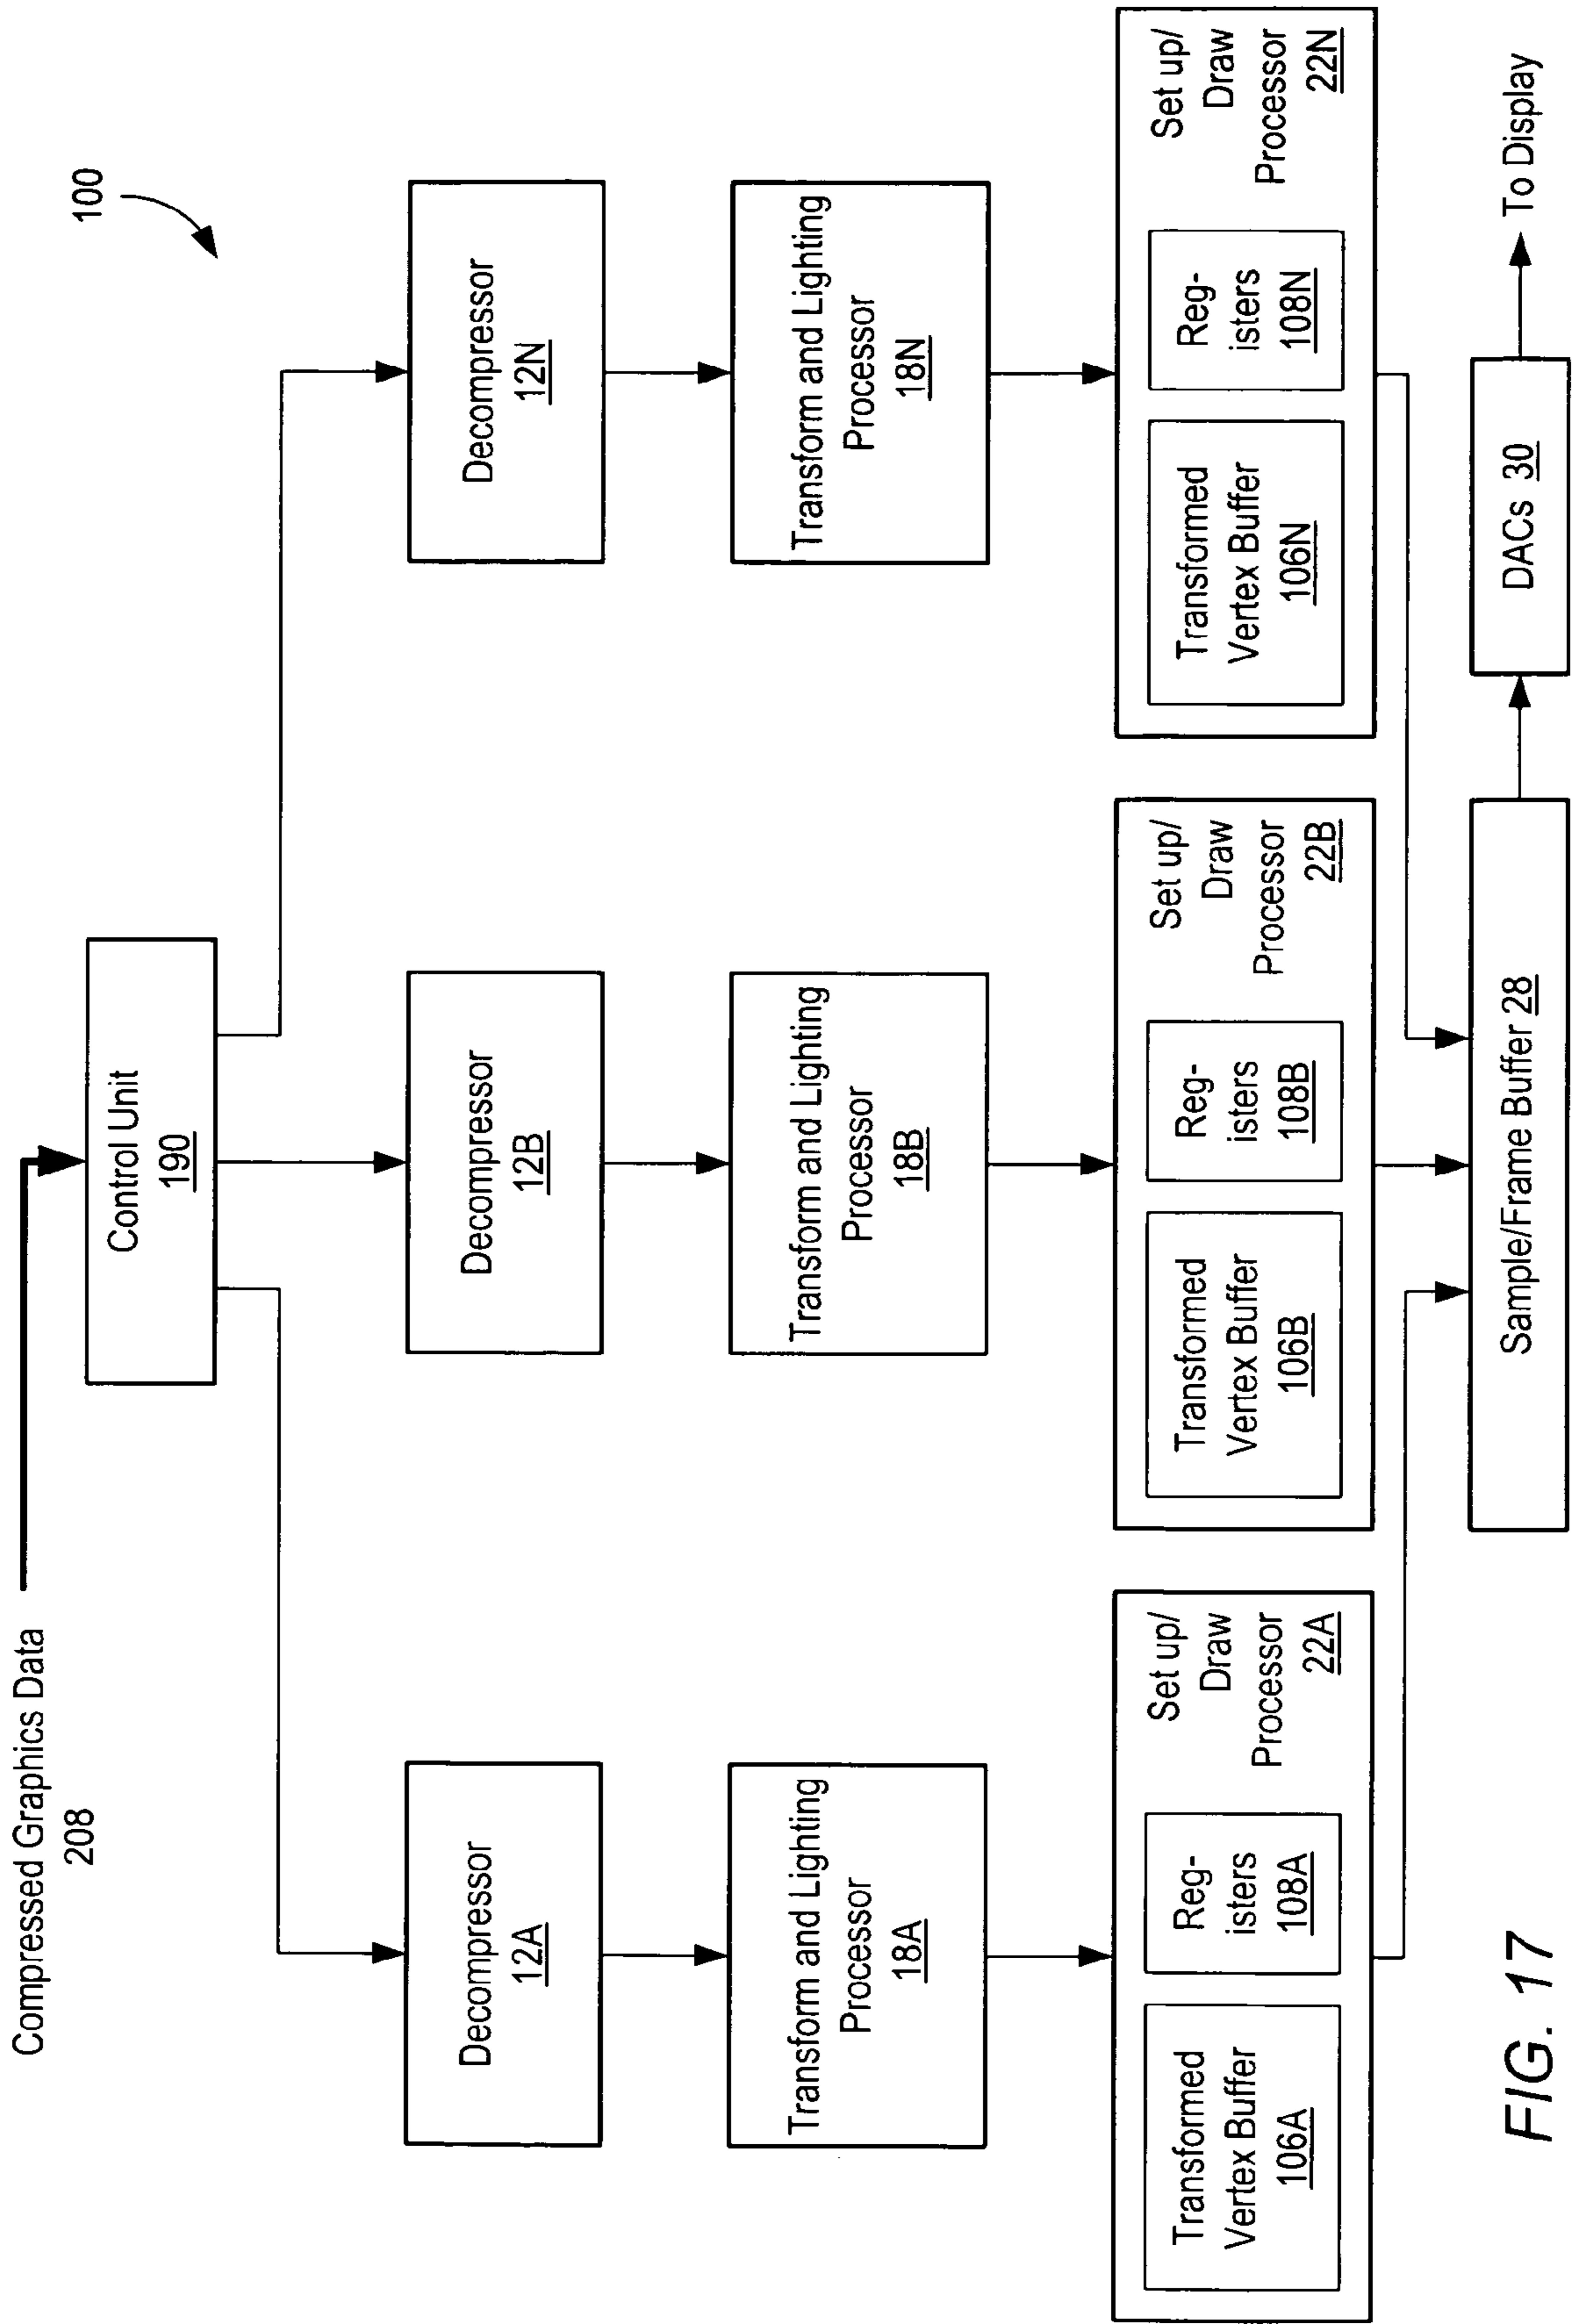 Compressed Graphics Data
208
100
Control Unit
190
Decompressor
12A
Decompressor
12B
Decompressor
12N
Transform and Lighting
Processor
18A
Transform and Lighting
Processor
18B
Transform and Lighting
Processor
18N
Transformed
Vertex Buffer
106A
Reg-
isters
108A
Set up/
Draw
Processor
22A
Transformed
Vertex Buffer
106B
Reg-
isters
108B
Set up/
Draw
Processor
22B
Transformed
Vertex Buffer
106N
Reg-
isters
108N
Set up/
Draw
Processor
22N
Sample/Frame Buffer 28
DACs 30
To Display
FIG. 17